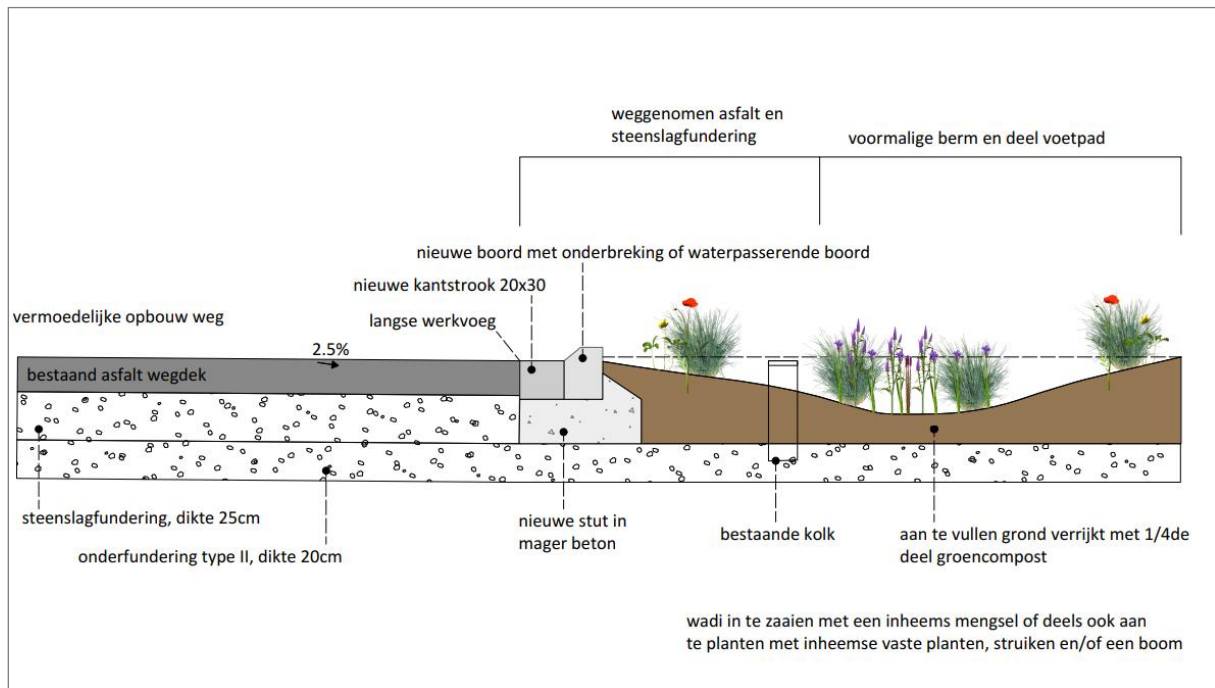 weggenomen asfalt en
steenslagfundering
voormalige berm en deel voetpad
nieuwe boord met onderbreking of waterpasserende boord
nieuwe kantstrook 20x30
vermoedelijke opbouw weg
langse werkvoeg
2.5%
bestaand asfalt wegdek
steenslagfundering, dikte 25cm
onderfundering type II, dikte 20cm
nieuwe stut in
mager beton
bestaande kolk
aan te vullen grond verrijkt met 1/4de
deel groencompost
wadi in te zaaien met een inheems mengsel of deels ook aan
te planten met inheemse vaste planten, struiken en/of een boom